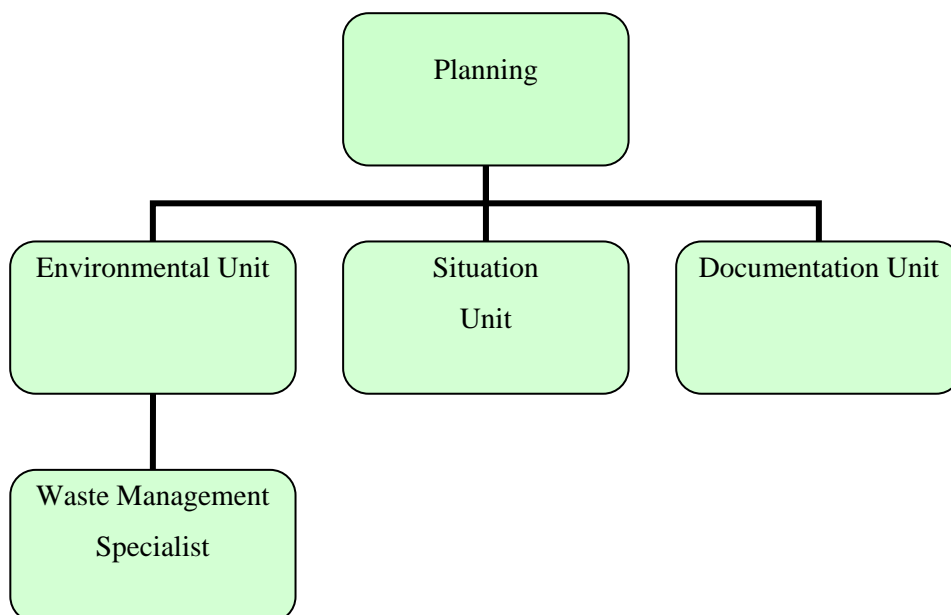 Planning
Environmental Unit
Situation
Unit
Documentation Unit
Waste Management
Specialist